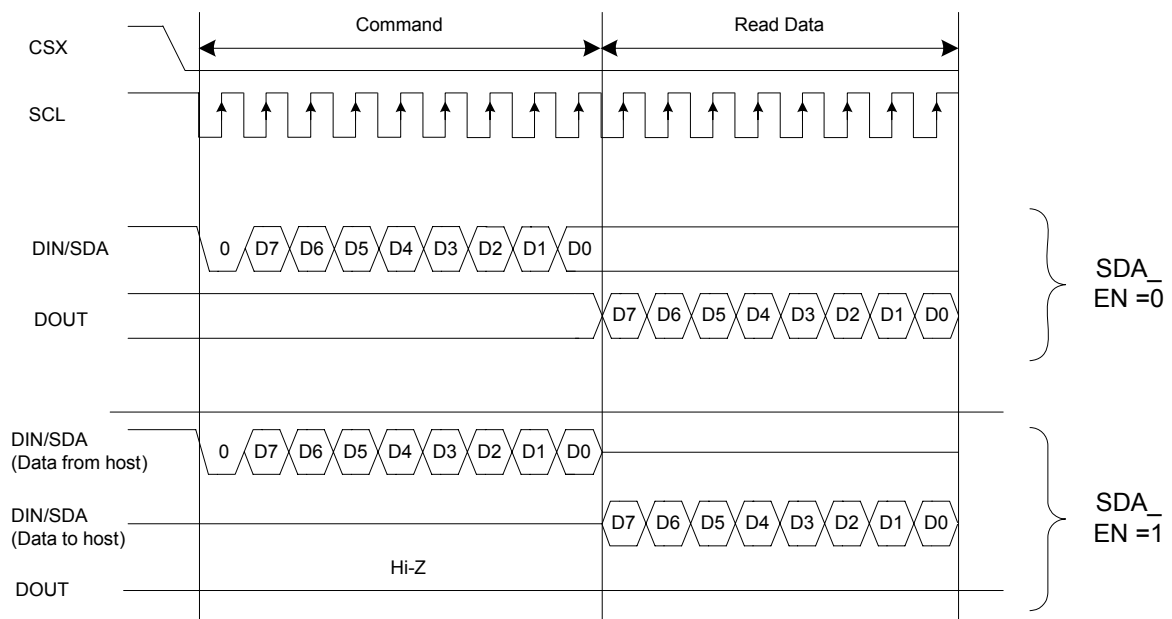 Command
Read Data
CSX
SCL
DIN/SDA
0 D7 D6 D5 D4 D3 D2 D1 D0
DOUT
D7 D6 D5 D4 D3 D2 D1 D0
SDA_
EN =0
DIN/SDA
(Data from host)
0 D7 D6 D5 D4 D3 D2 D1 D0
DIN/SDA
(Data to host)
D7 D6 D5 D4 D3 D2 D1 D0
Hi-Z
DOUT
SDA_
EN =1